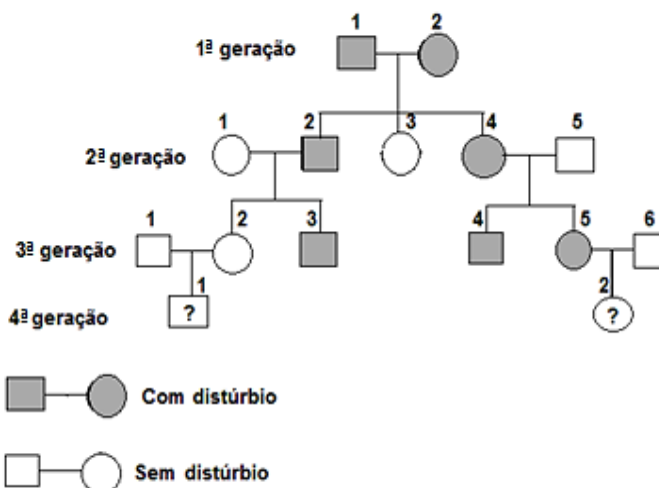 1 2
1ª geração
1 2 3 4 5
2ª geração
1 2 3 4 5 6
3ª geração
1 2
4ª geração ? ?
Com distúrbio
Sem distúrbio